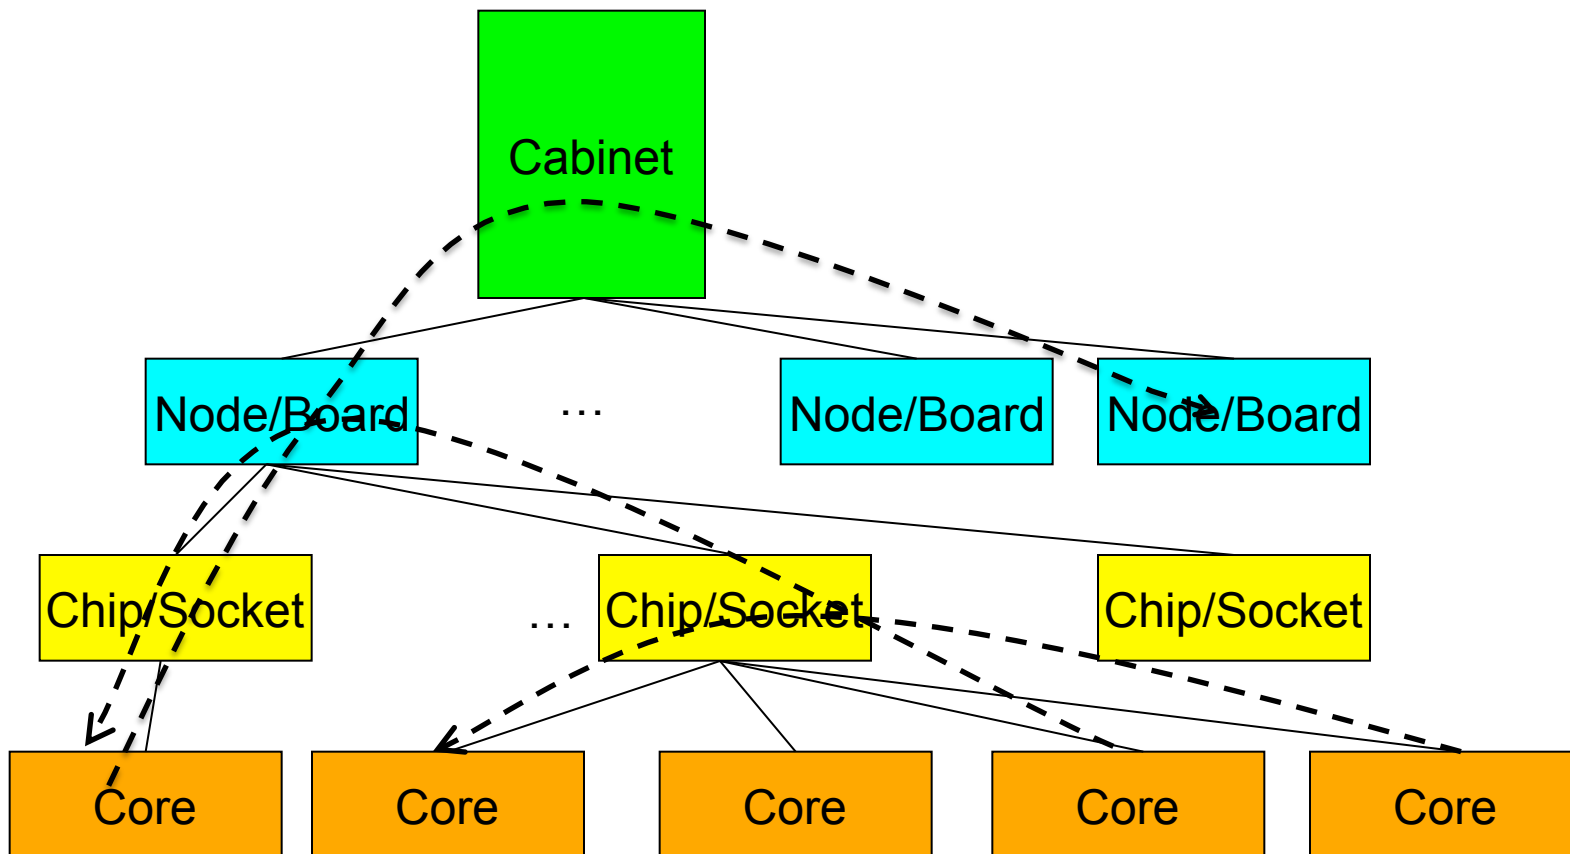 Cabinet
Node/Board
...
Node/Board
Node/Board
Chip/Socket
...
Chip/Socket
Chip/Socket
Core
Core
Core
Core
Core